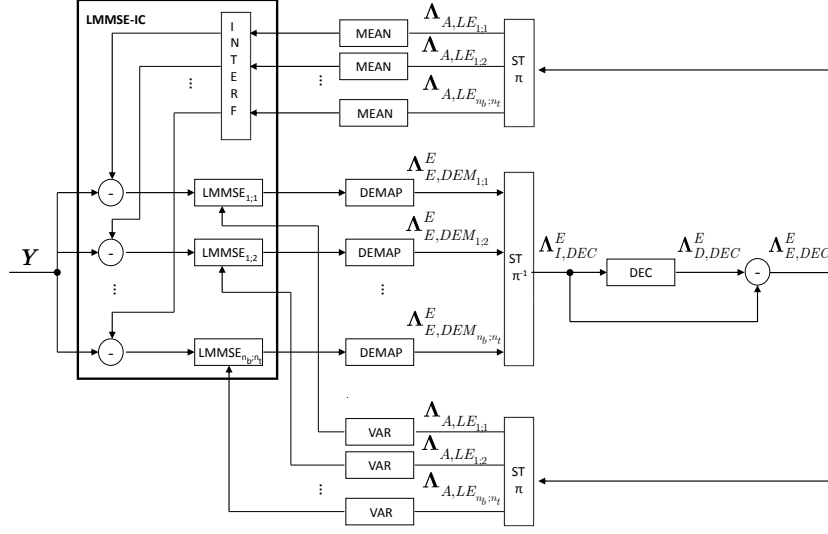 LMMSE-IC
I N T E R F
MEAN
Λ_{A,LE_{1;1}}
MEAN
Λ_{A,LE_{1;2}}
...
...
MEAN
Λ_{A,LE_{n_b;n_t}}
ST π
-
LMMSE_{1;1}
DEMAP
Λ^E_{E,DEM_{1;1}}
-
LMMSE_{1;2}
DEMAP
Λ^E_{E,DEM_{1;2}}
Y
...
...
-
LMMSE_{n_b;n_t}
DEMAP
Λ^E_{E,DEM_{n_b;n_t}}
ST π^{-1}
Λ^E_{I,DEC}
DEC
Λ^E_{D,DEC}
-
Λ^E_{E,DEC}
VAR
Λ_{A,LE_{1;1}}
VAR
Λ_{A,LE_{1;2}}
...
VAR
Λ_{A,LE_{n_b;n_t}}
ST π